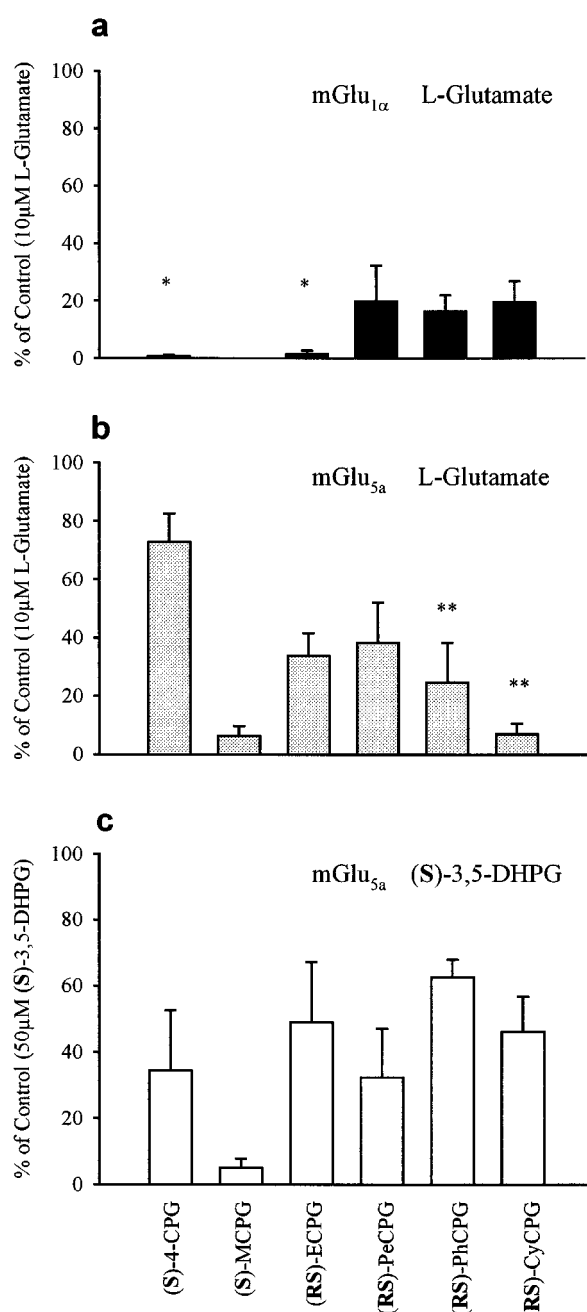 a
mGlu1α L-Glutamate
% of Control (10µM L-Glutamate)
100
80
60
40
20
0
* *
b
mGlu5a L-Glutamate
% of Control (10µM L-Glutamate)
100
80
60
40
20
0
** **
c
mGlu5a (S)-3,5-DHPG
% of Control (50µM (S)-3,5-DHPG)
100
80
60
40
20
0
(S)-4-CPG
(S)-MCPG
(RS)-ECPG
(RS)-PeCPG
(RS)-PhCPG
(RS)-CyCPG